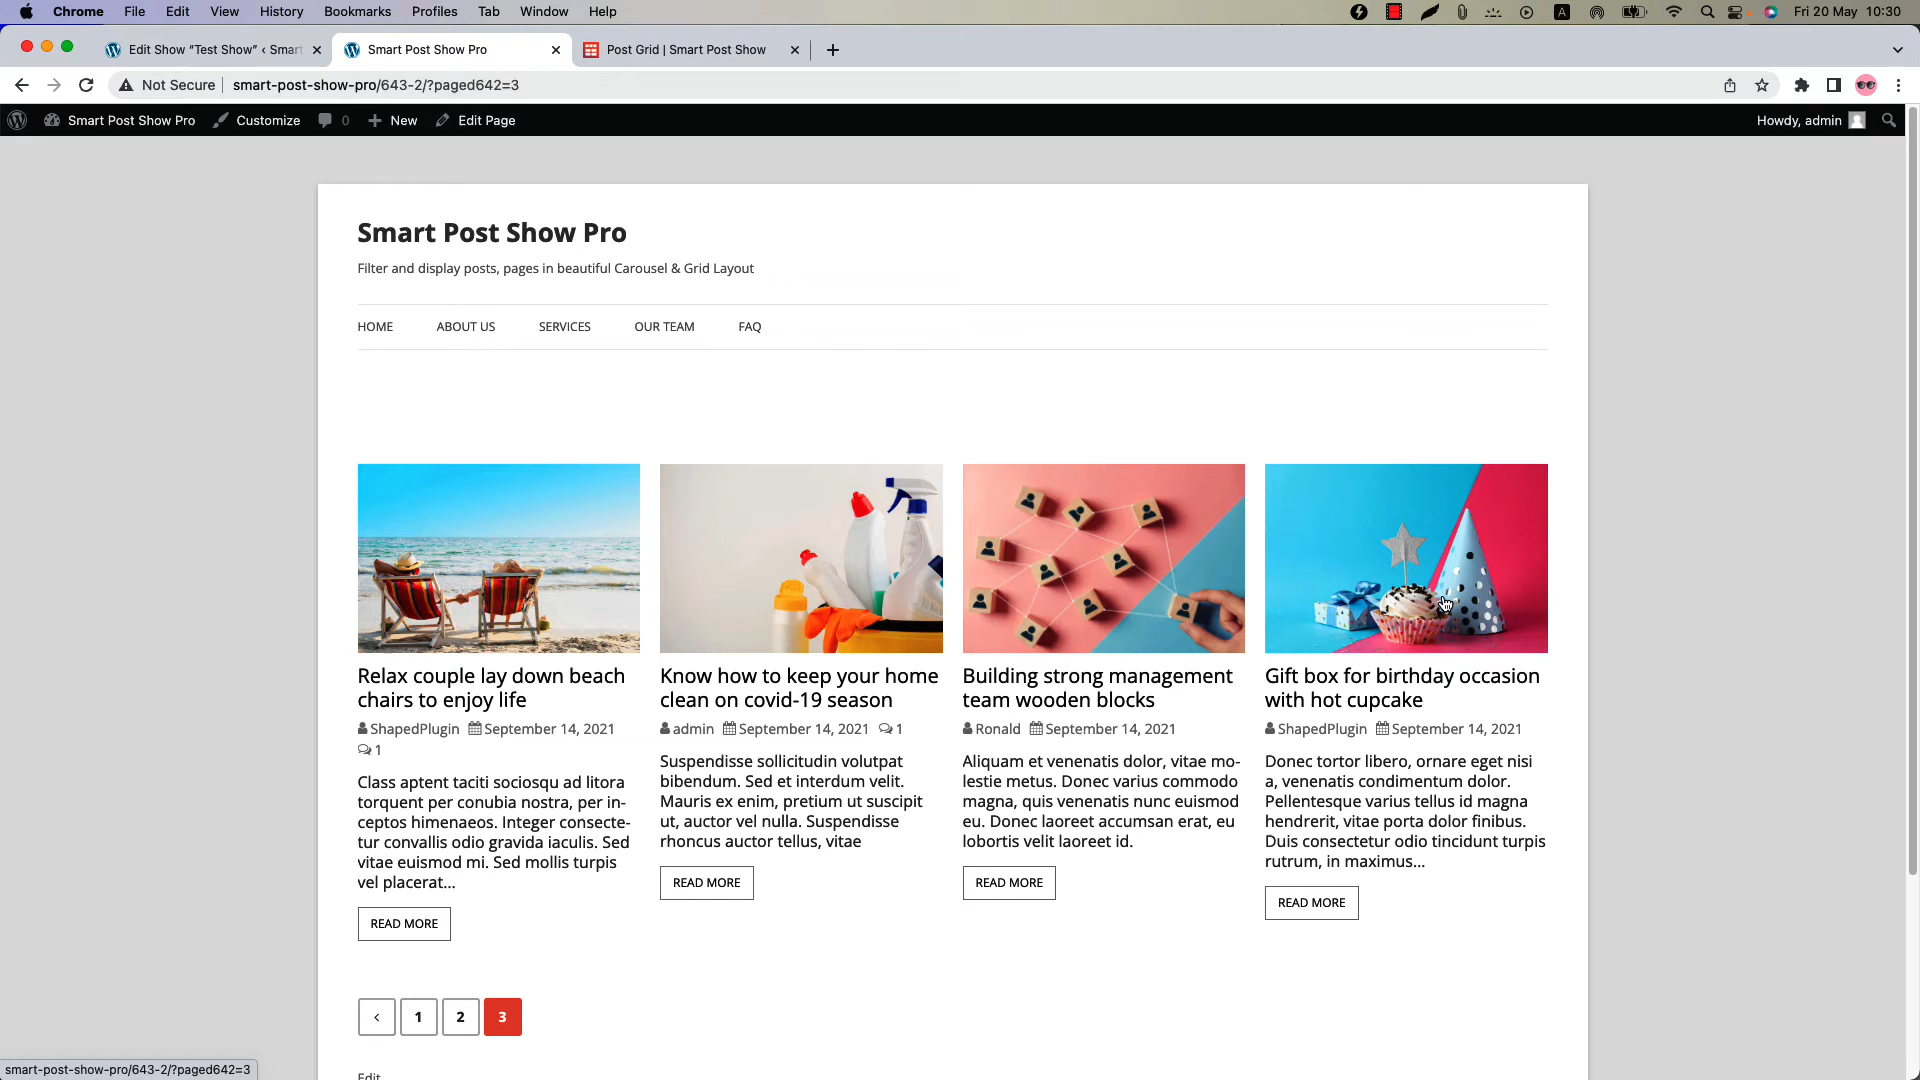 Chrome File Edit View History Bookmarks Profiles Tab Window Help Fri 20 May 10:30
Edit Show "Test Show" ‹ Smart Smart Post Show Pro Post Grid | Smart Post Show
Not Secure smart-post-show-pro/643-2/?paged642=3
Smart Post Show Pro Customize 0 New Edit Page Howdy, admin
Smart Post Show Pro
Filter and display posts, pages in beautiful Carousel & Grid Layout
HOME ABOUT US SERVICES OUR TEAM FAQ
Relax couple lay down beach
chairs to enjoy life
ShapedPlugin September 14, 2021
1
Class aptent taciti sociosqu ad litora
torquent per conubia nostra, per in-
ceptos himenaeos. Integer consecte-
tur convallis odio gravida iaculis. Sed
vitae euismod mi. Sed mollis turpis
vel placerat...
READ MORE
Know how to keep your home
clean on covid-19 season
admin September 14, 2021 1
Suspendisse sollicitudin volutpat
bibendum. Sed et interdum velit.
Mauris ex enim, pretium ut suscipit
ut, auctor vel nulla. Suspendisse
rhoncus auctor tellus, vitae
READ MORE
Building strong management
team wooden blocks
Ronald September 14, 2021
Aliquam et venenatis dolor, vitae mo-
lestie metus. Donec varius commodo
magna, quis venenatis nunc euismod
eu. Donec laoreet accumsan erat, eu
lobortis velit laoreet id.
READ MORE
Gift box for birthday occasion
with hot cupcake
ShapedPlugin September 14, 2021
Donec tortor libero, ornare eget nisi
a, venenatis condimentum dolor.
Pellentesque varius tellus id magna
hendrerit, vitae porta dolor finibus.
Duis consectetur odio tincidunt turpis
rutrum, in maximus...
READ MORE
‹ 1 2 3
Edit
smart-post-show-pro/643-2/?paged642=3